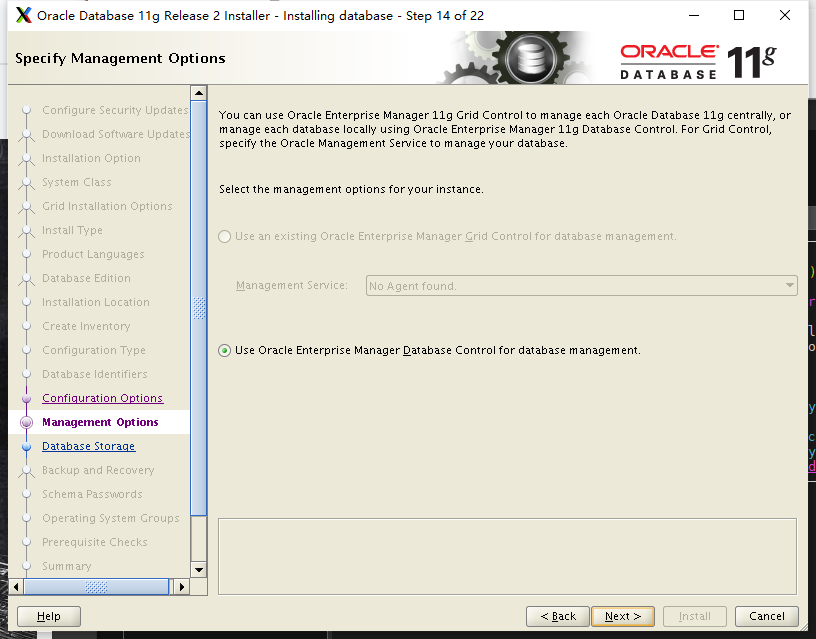 Oracle Database 11g Release 2 Installer - Installing database - Step 14 of 22
Specify Management Options
ORACLE
DATABASE
11g
Configure Security Updates
Download Software Updates
Installation Option
System Class
Grid Installation Options
Install Type
Product Languages
Database Edition
Installation Location
Create Inventory
Configuration Type
Database Identifiers
Configuration Options
Management Options
Database Storage
Backup and Recovery
Schema Passwords
Operating System Groups
Prerequisite Checks
Summary
You can use Oracle Enterprise Manager 11g Grid Control to manage each Oracle Database 11g centrally, or
manage each database locally using Oracle Enterprise Manager 11g Database Control. For Grid Control,
specify the Oracle Management Service to manage your database.
Select the management options for your instance.
Use an existing Oracle Enterprise Manager Grid Control for database management.
Management Service: No Agent found.
Use Oracle Enterprise Manager Database Control for database management.
Help
< Back
Next >
Install
Cancel